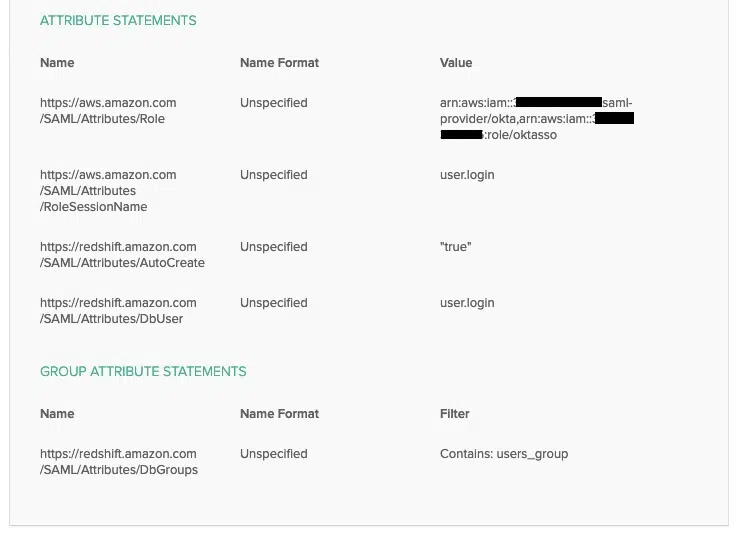 ATTRIBUTE STATEMENTS
Name Name Format Value
https://aws.amazon.com Unspecified arn:aws:iam::3 saml-
/SAML/Attributes/Role provider/okta,arn:aws:iam::3
:role/oktasso
https://aws.amazon.com Unspecified user.login
/SAML/Attributes
/RoleSessionName
https://redshift.amazon.com Unspecified "true"
/SAML/Attributes/AutoCreate
https://redshift.amazon.com Unspecified user.login
/SAML/Attributes/DbUser
GROUP ATTRIBUTE STATEMENTS
Name Name Format Filter
https://redshift.amazon.com Unspecified Contains: users_group
/SAML/Attributes/DbGroups